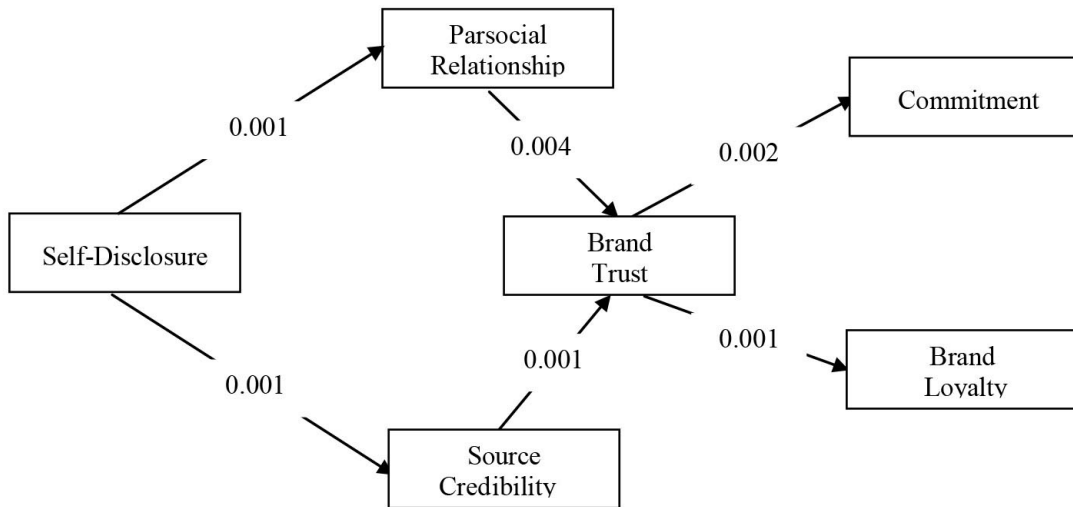 Parsocial
Relationship
Commitment
0.001
0.004
0.002
Self-Disclosure
Brand
Trust
0.001
0.001
0.001
Brand
Loyalty
Source
Credibility